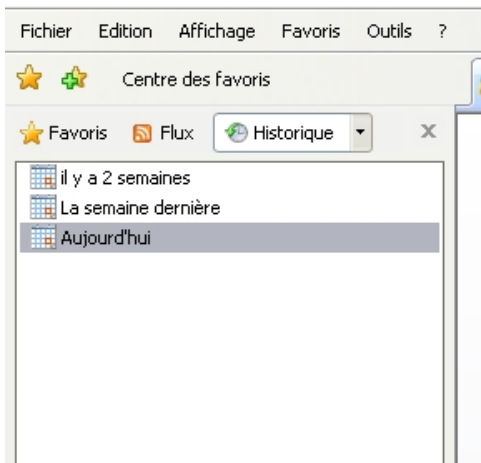 Fichier Edition Affichage Favoris Outils ?
Centre des favoris
Favoris Flux Historique
il y a 2 semaines
La semaine dernière
Aujourd'hui